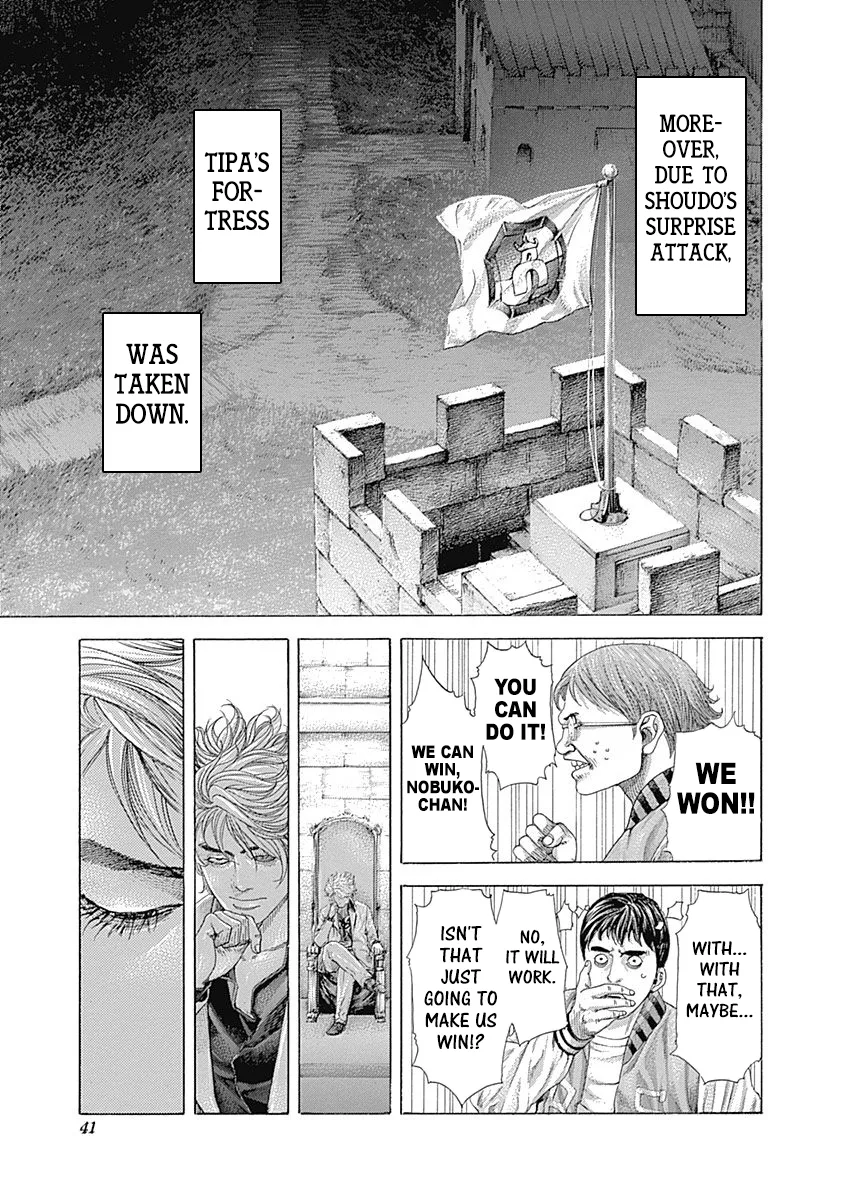 MORE-
OVER,
DUE TO
SHOUDO'S
SURPRISE
ATTACK,
TIPA'S
FOR-
TRESS
WAS
TAKEN
DOWN.
WE
WON!!
YOU
CAN
DO IT!
WE CAN
WIN,
NOBUKO-
CHAN!
WITH...
WITH
THAT,
MAYBE...
NO,
IT WILL
WORK.
ISN'T
THAT
JUST
GOING TO
MAKE US
WIN!?
41